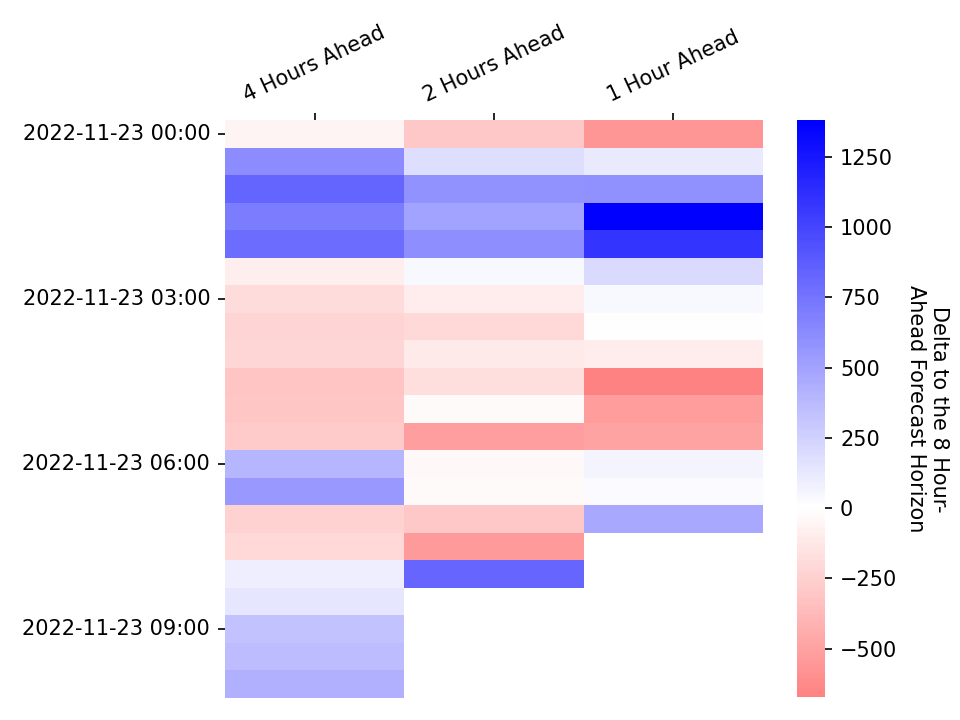 4 Hours Ahead
2 Hours Ahead
1 Hour Ahead
2022-11-23 00:00
2022-11-23 03:00
2022-11-23 06:00
2022-11-23 09:00
1250
1000
750
500
250
0
−250
−500
Delta to the 8 Hour-
Ahead Forecast Horizon